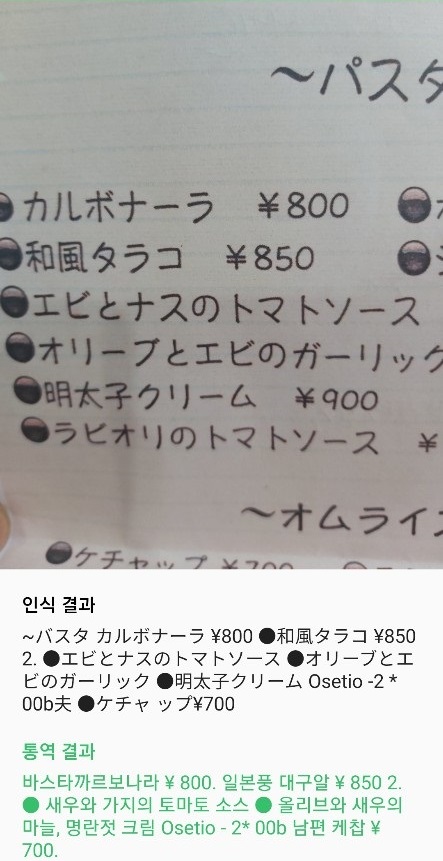 ～パスタ
カルボナーラ ￥800
和風タラコ ￥850
エビとナスのトマトソース
オリーブとエビのガーリック
明太子クリーム ￥900
ラビオリのトマトソース ￥
～オムライ
ケチャップ ￥700
인식 결과
~バスタ カルボナーラ ¥800 ●和風タラコ ¥850
2. ●エビとナスのトマトソース ●オリーブとエ
ビのガーリック ●明太子クリーム Osetio -2 *
00b夫 ●ケチャ ップ¥700
통역 결과
바스타까르보나라 ¥ 800. 일본풍 대구알 ¥ 850 2.
● 새우와 가지의 토마토 소스 ● 올리브와 새우의
마늘, 명란젓 크림 Osetio - 2* 00b 남편 케찹 ¥
700.